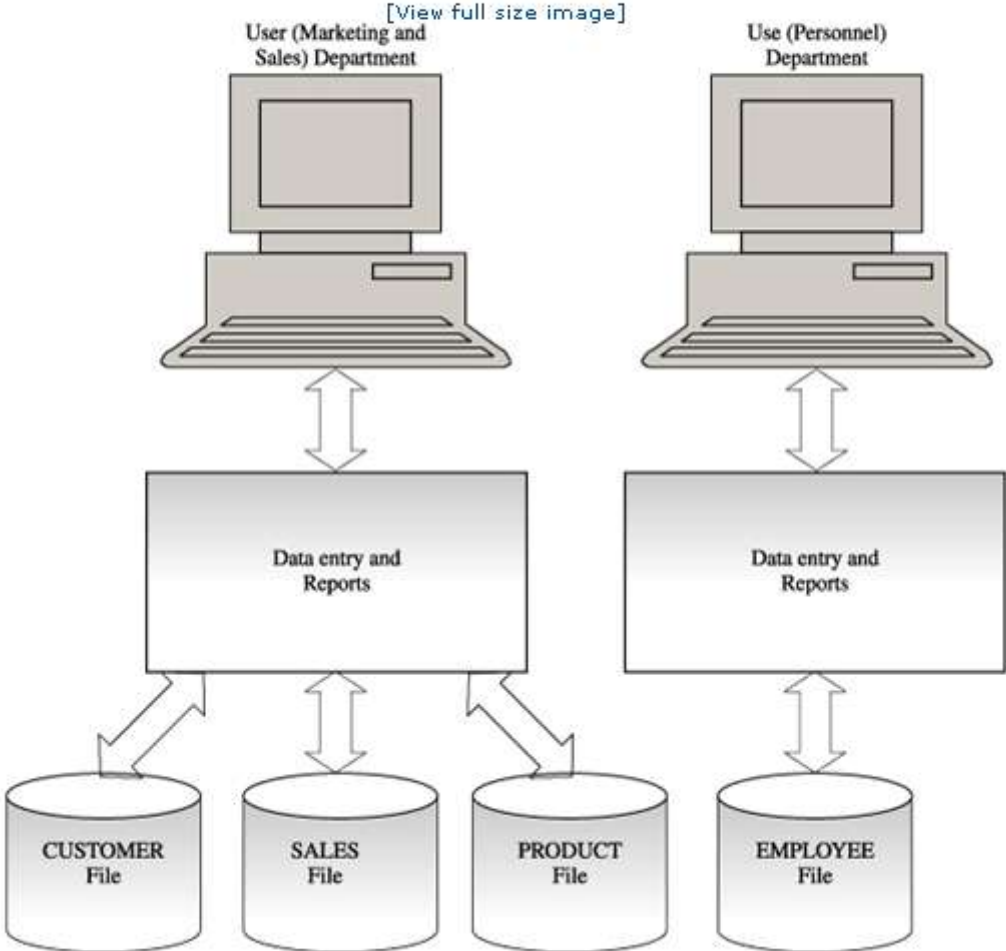 [View full size image]
User (Marketing and
Sales) Department
Use (Personnel)
Department
Data entry and
Reports
Data entry and
Reports
CUSTOMER
File
SALES
File
PRODUCT
File
EMPLOYEE
File